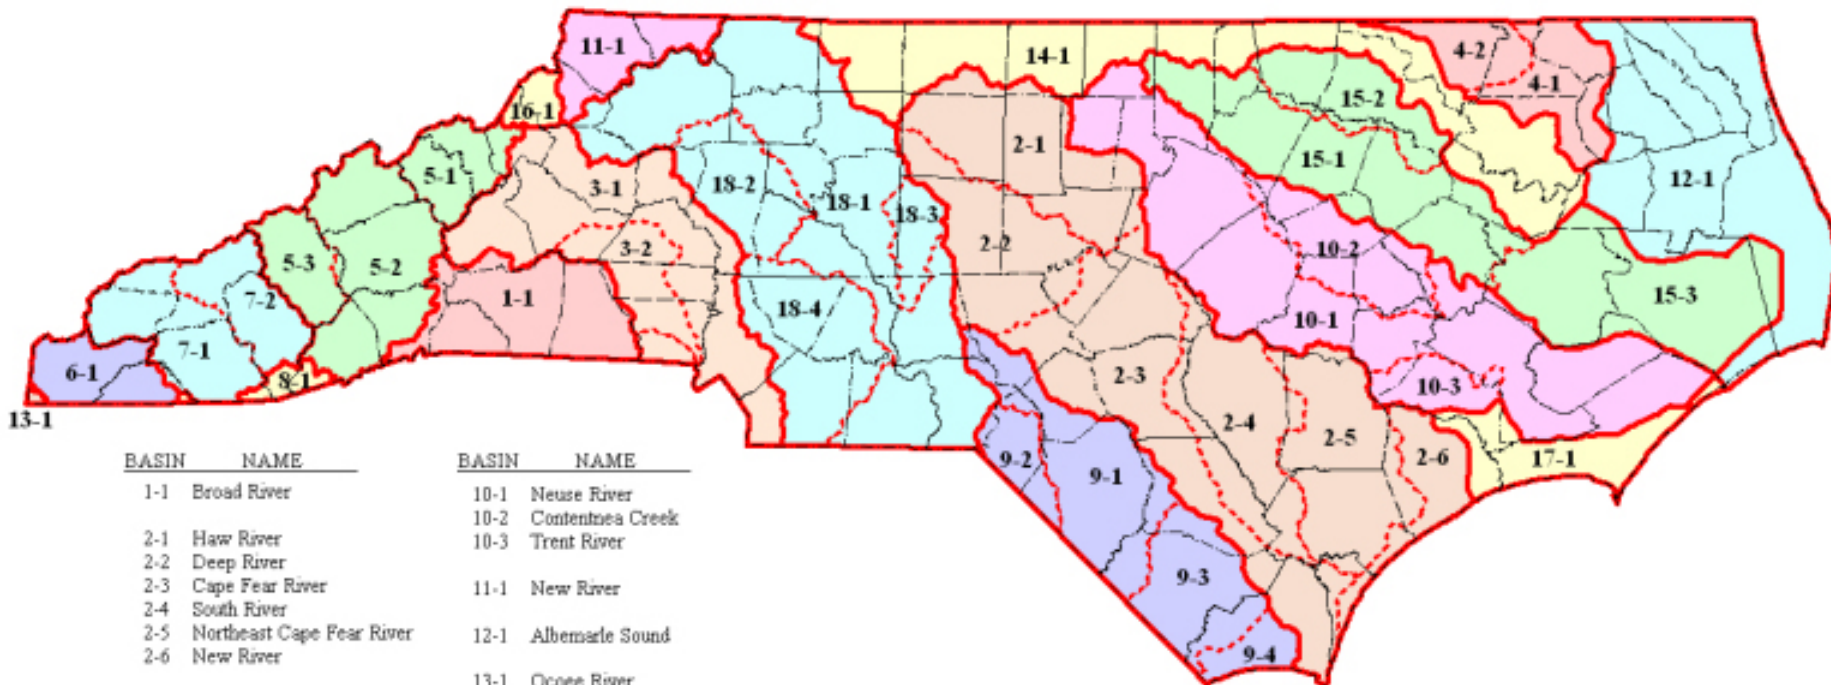 11-1
14-1
4-2
4-1
16-1
15-2
5-1
2-1
15-1
3-1
18-2
18-1
18-3
12-1
5-3
5-2
3-2
2-2
10-2
7-2
1-1
18-4
10-1
15-3
6-1
7-1
8-1
2-3
10-3
13-1
2-4
2-5
2-6
9-2
9-1
17-1
9-3
9-4
BASIN NAME
1-1 Broad River
2-1 Haw River
2-2 Deep River
2-3 Cape Fear River
2-4 South River
2-5 Northeast Cape Fear River
2-6 New River
BASIN NAME
10-1 Neuse River
10-2 Contentnea Creek
10-3 Trent River
11-1 New River
12-1 Albemarle Sound
13-1 Ocoee River